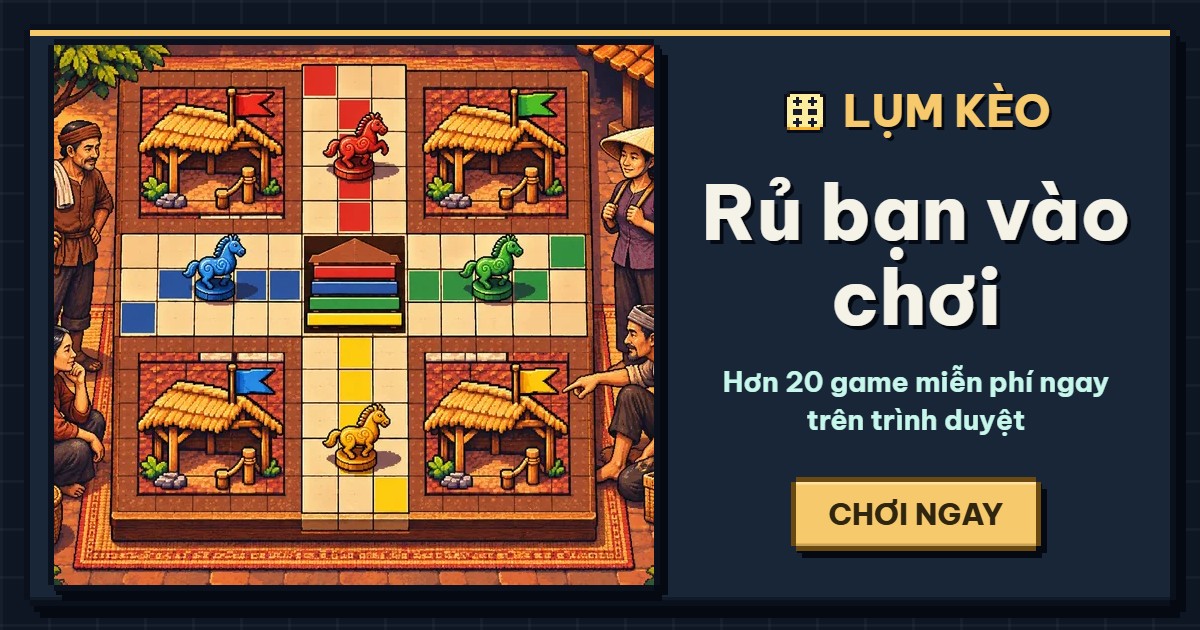 LỤM KÈO
Rủ bạn vào
chơi
Hơn 20 game miễn phí ngay
trên trình duyệt
CHƠI NGAY